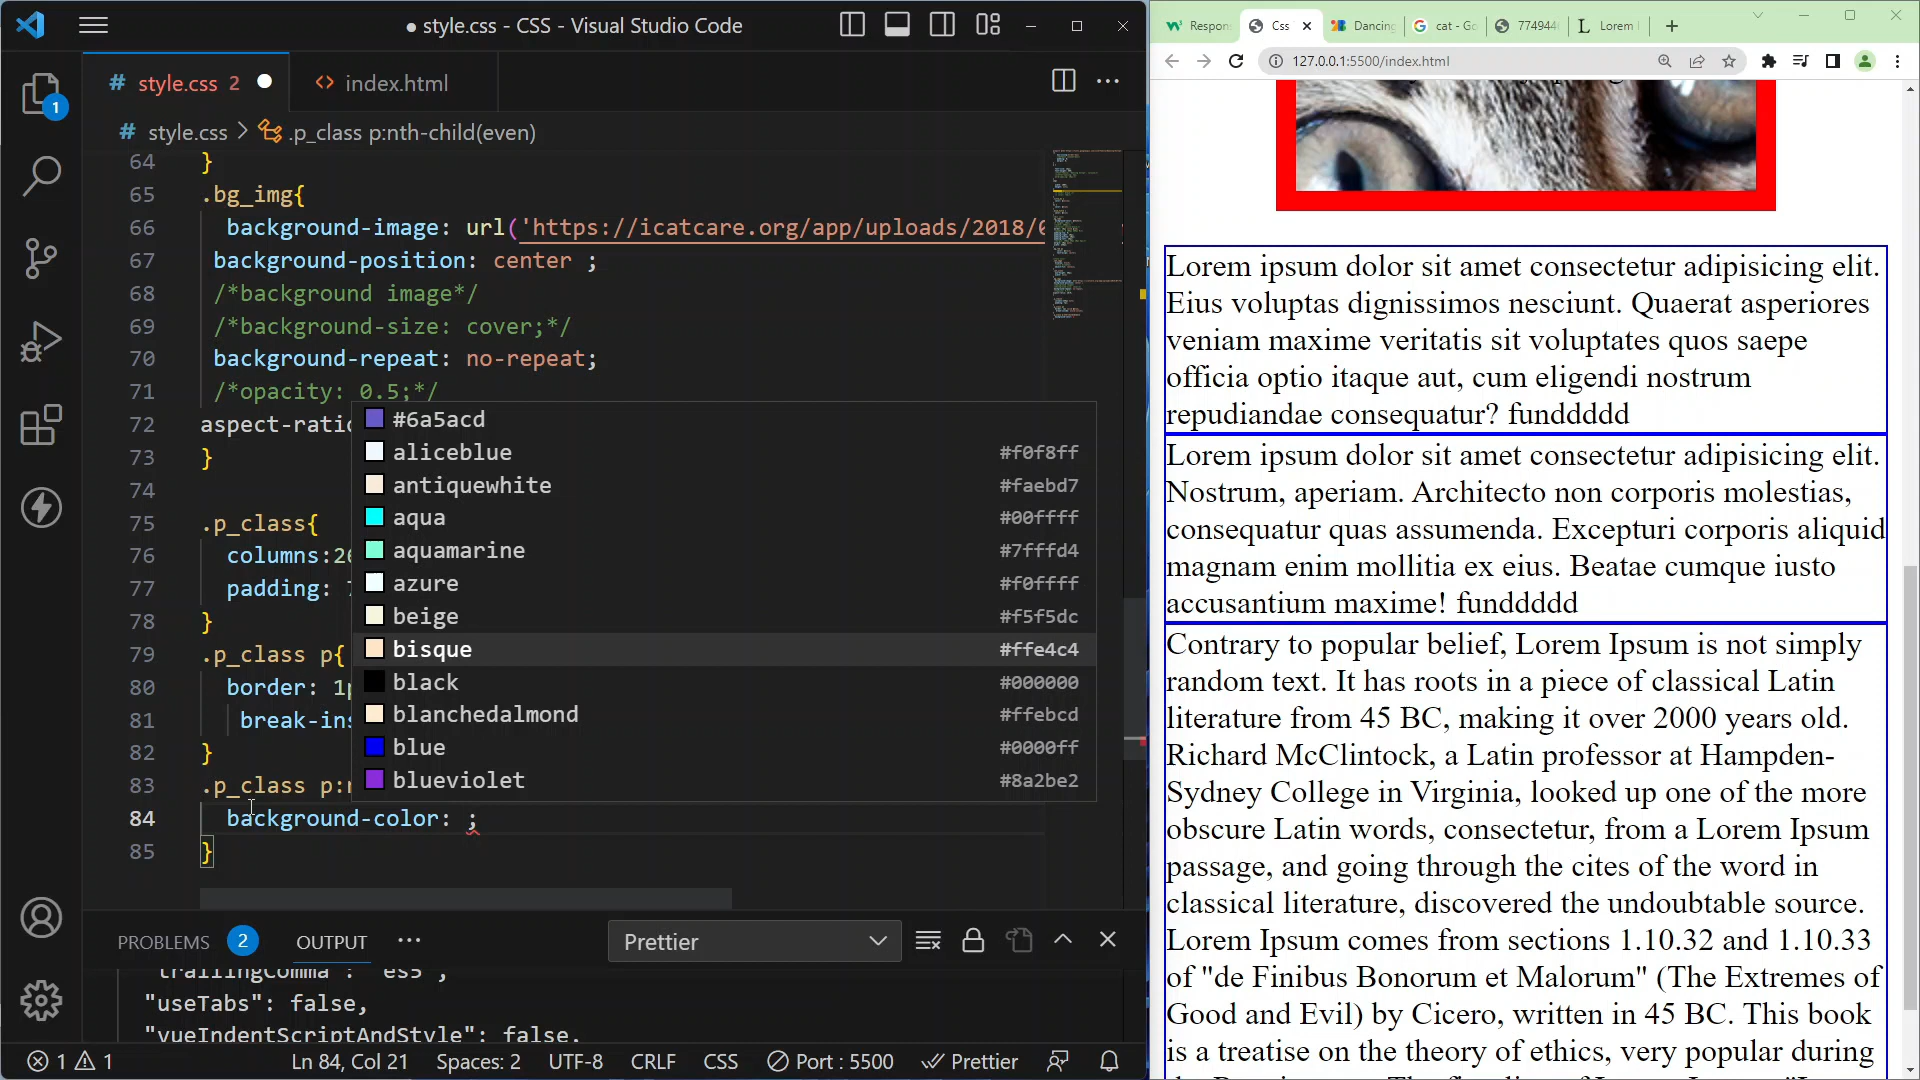 ● style.css - CSS - Visual Studio Code
# style.css 2 ●
<> index.html
# style.css > .p_class p:nth-child(even)
64 }
65 .bg_img{
66 background-image: url('https://icatcare.org/app/uploads/2018/0
67 background-position: center ;
68 /*background image*/
69 /*background-size: cover;*/
70 background-repeat: no-repeat;
71 /*opacity: 0.5;*/
72 aspect-ratio
73 }
74
75 .p_class{
76 columns:20
77 padding: 7
78 }
79 .p_class p{
80 border: 1p
81 break-ins
82 }
83 .p_class p:n
84 background-color: ;
85 }
#6a5acd
aliceblue #f0f8ff
antiquewhite #faebd7
aqua #00ffff
aquamarine #7fffd4
azure #f0ffff
beige #f5f5dc
bisque #ffe4c4
black #000000
blanchedalmond #ffebcd
blue #0000ff
blueviolet #8a2be2
1
PROBLEMS 2 OUTPUT ... Prettier
"trailingComma": "es5",
"useTabs": false,
"vueIndentScriptAndStyle": false,
1 1 Ln 84, Col 21 Spaces: 2 UTF-8 CRLF CSS Port : 5500 Prettier
Respon Css Dancing cat - Go 774944 Lorem
127.0.0.1:5500/index.html
Lorem ipsum dolor sit amet consectetur adipisicing elit.
Eius voluptas dignissimos nesciunt. Quaerat asperiores
veniam maxime veritatis sit voluptates quos saepe
officia optio itaque aut, cum eligendi nostrum
repudiandae consequatur? funddddd
Lorem ipsum dolor sit amet consectetur adipisicing elit.
Nostrum, aperiam. Architecto non corporis molestias,
consequatur quas assumenda. Excepturi corporis aliquid
magnam enim mollitia ex eius. Beatae cumque iusto
accusantium maxime! funddddd
Contrary to popular belief, Lorem Ipsum is not simply
random text. It has roots in a piece of classical Latin
literature from 45 BC, making it over 2000 years old.
Richard McClintock, a Latin professor at Hampden-
Sydney College in Virginia, looked up one of the more
obscure Latin words, consectetur, from a Lorem Ipsum
passage, and going through the cites of the word in
classical literature, discovered the undoubtable source.
Lorem Ipsum comes from sections 1.10.32 and 1.10.33
of "de Finibus Bonorum et Malorum" (The Extremes of
Good and Evil) by Cicero, written in 45 BC. This book
is a treatise on the theory of ethics, very popular during